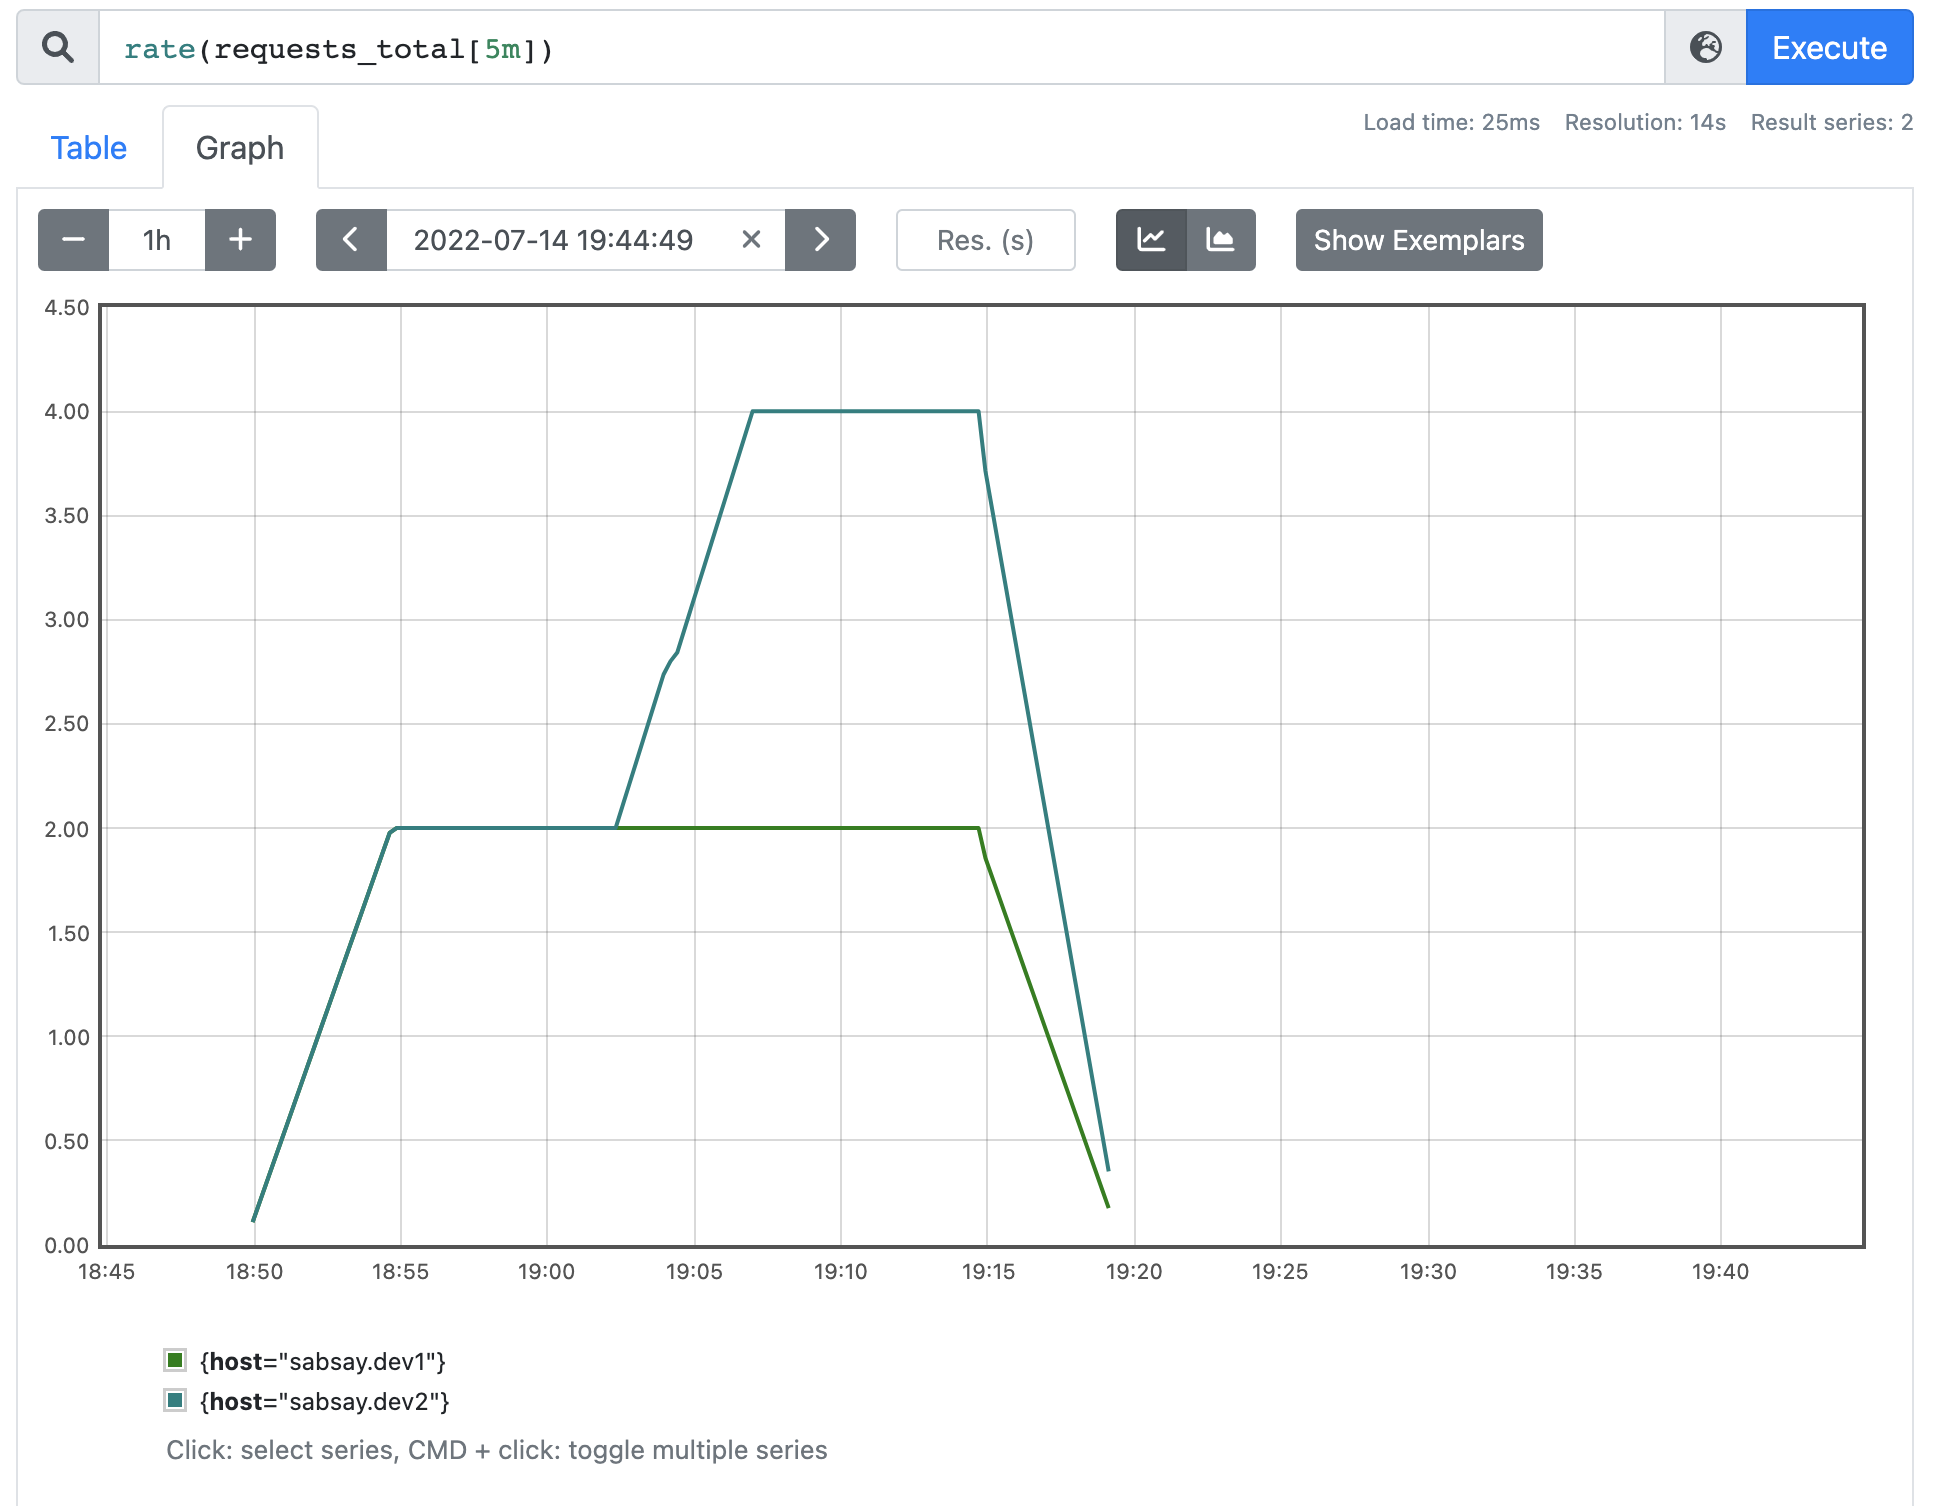 rate(requests_total[5m])
Execute
Load time: 25ms Resolution: 14s Result series: 2
Table
Graph
1h
2022-07-14 19:44:49
Res. (s)
Show Exemplars
4.50
4.00
3.50
3.00
2.50
2.00
1.50
1.00
0.50
0.00
18:45 18:50 18:55 19:00 19:05 19:10 19:15 19:20 19:25 19:30 19:35 19:40
{host="sabsay.dev1"}
{host="sabsay.dev2"}
Click: select series, CMD + click: toggle multiple series